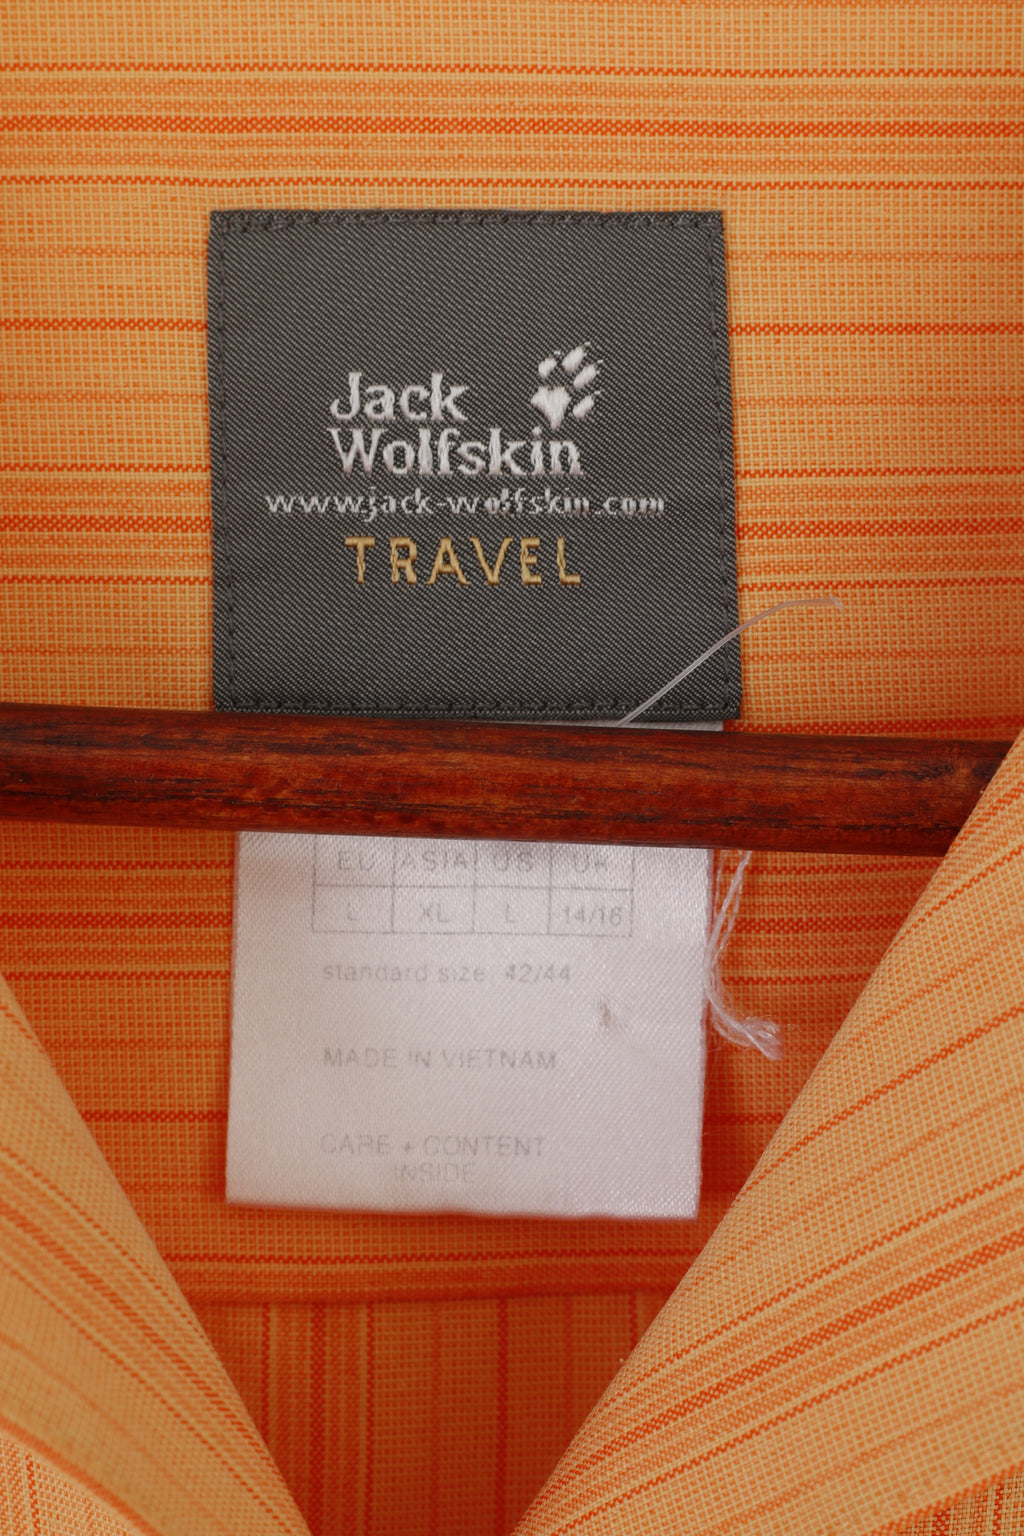 Jack
Wolfskin
www.jack-wolfskin.com
TRAVEL
EU ASIA US UK
L XL L 14/16
standard size 42/44
MADE IN VIETNAM
CARE + CONTENT
INSIDE